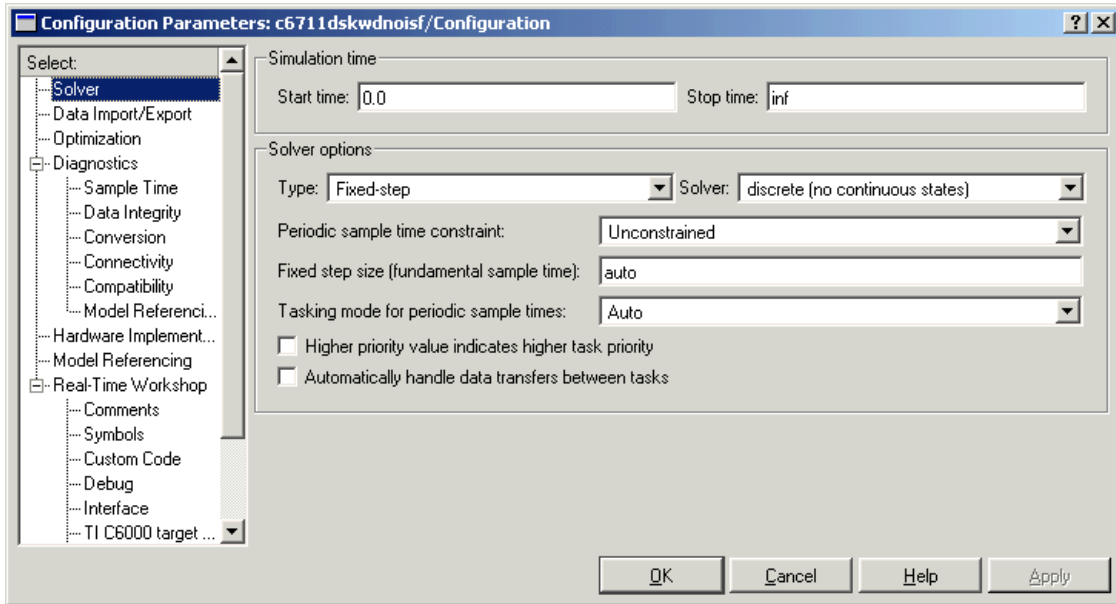 Configuration Parameters: c6711dskwdnoisf/Configuration
Select:
Solver
Data Import/Export
Optimization
Diagnostics
Sample Time
Data Integrity
Conversion
Connectivity
Compatibility
Model Referenci...
Hardware Implement...
Model Referencing
Real-Time Workshop
Comments
Symbols
Custom Code
Debug
Interface
TI C6000 target ...
Simulation time
Start time: 0.0 Stop time: inf
Solver options
Type: Fixed-step Solver: discrete (no continuous states)
Periodic sample time constraint: Unconstrained
Fixed step size (fundamental sample time): auto
Tasking mode for periodic sample times: Auto
Higher priority value indicates higher task priority
Automatically handle data transfers between tasks
OK Cancel Help Apply